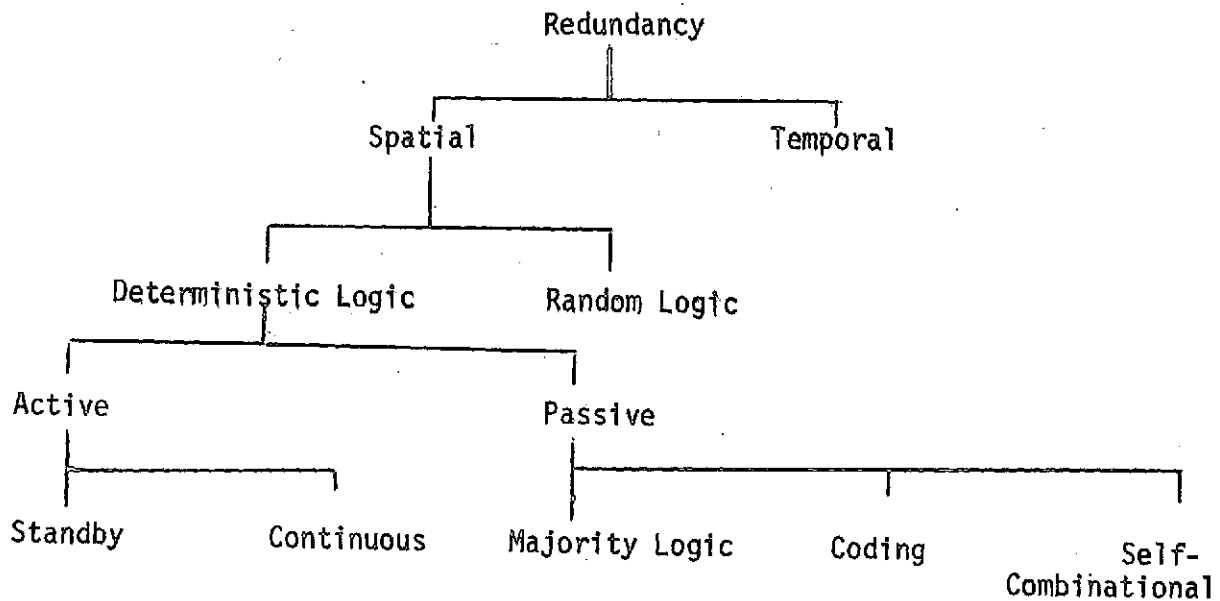 Redundancy
Spatial Temporal
Deterministic Logic Random Logic
Active Passive
Standby Continuous Majority Logic Coding Self-
Combinational